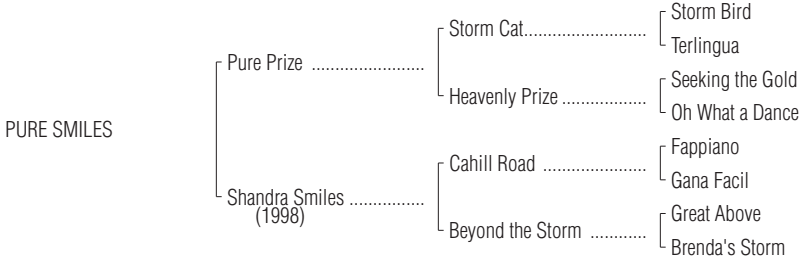 Storm Bird
Storm Cat..........................
Terlingua
Pure Prize ........................
Seeking the Gold
Heavenly Prize ..................
Oh What a Dance
PURE SMILES
Fappiano
Cahill Road ......................
Gana Facil
Shandra Smiles ................
(1998)
Great Above
Beyond the Storm ............
Brenda's Storm